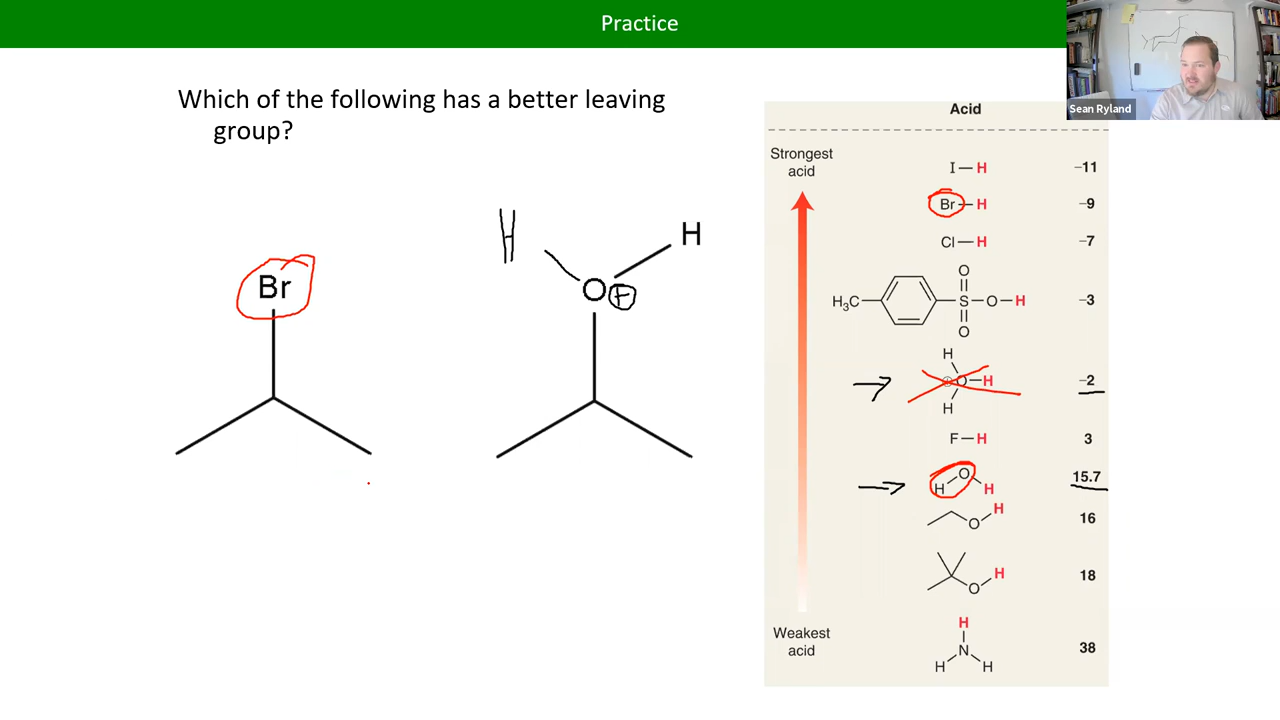 Practice
Sean Ryland
Which of the following has a better leaving
group?
Br
H
H
O+
Acid
Strongest
acid
I—H −11
Br—H −9
Cl—H −7
O
H₃C S—O—H −3
O
H
⊕O—H −2
H
F—H 3
O
H H 15.7
H
O 16
H
O 18
Weakest
acid
H
N
H H 38